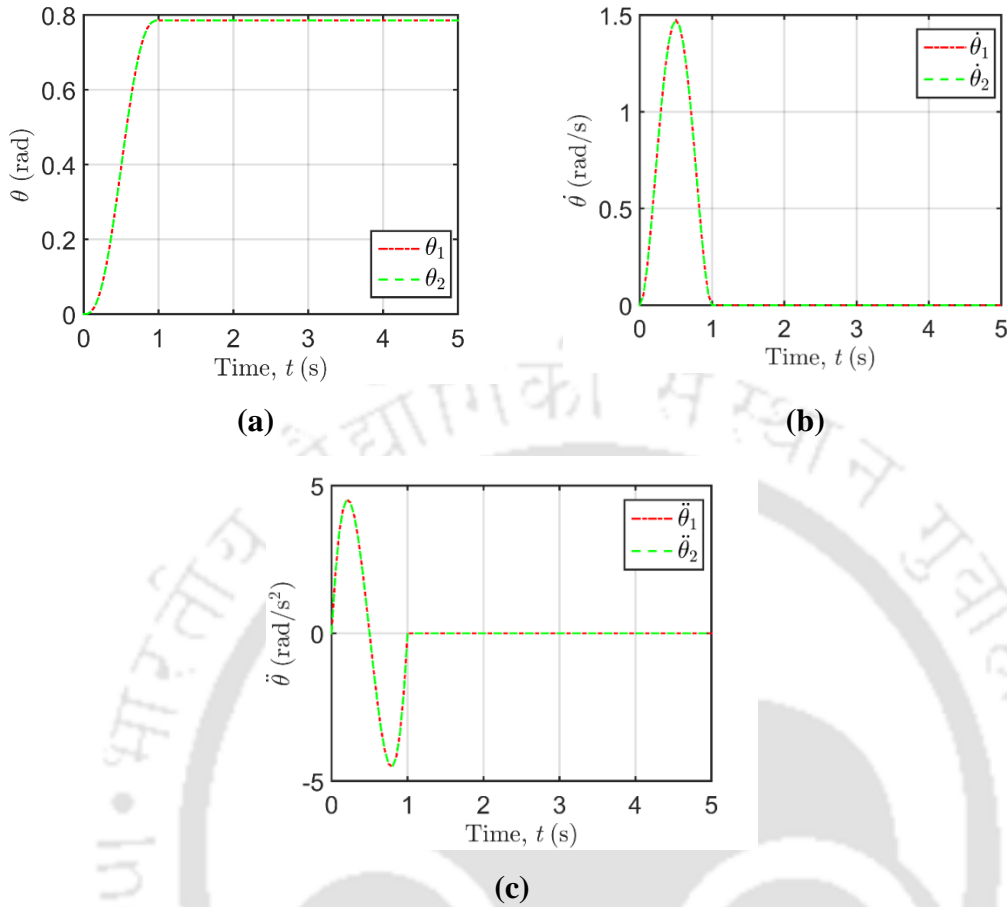 0.8
0.6
0.4
0.2
0
θ (rad)
θ₁
θ₂
0 1 2 3 4 5
Time, t (s)
(a)
1.5
1
0.5
0
θ̇ (rad/s)
θ̇₁
θ̇₂
0 1 2 3 4 5
Time, t (s)
(b)
5
0
-5
θ̈ (rad/s²)
θ̈₁
θ̈₂
0 1 2 3 4 5
Time, t (s)
(c)